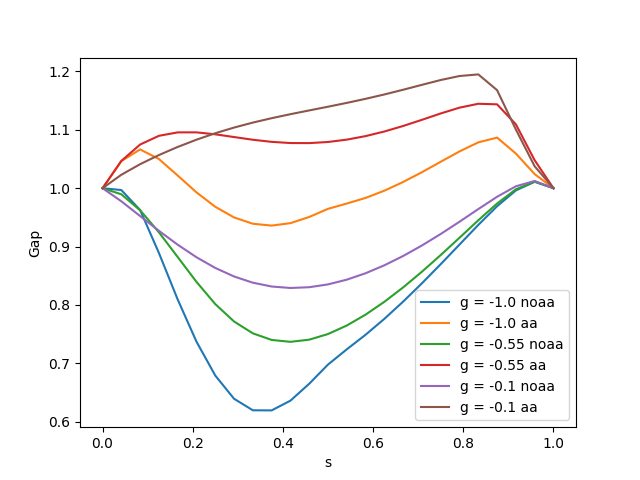 1.2
1.1
1.0
0.9
0.8
0.7
0.6
Gap
0.0 0.2 0.4 0.6 0.8 1.0
s
g = -1.0 noaa
g = -1.0 aa
g = -0.55 noaa
g = -0.55 aa
g = -0.1 noaa
g = -0.1 aa